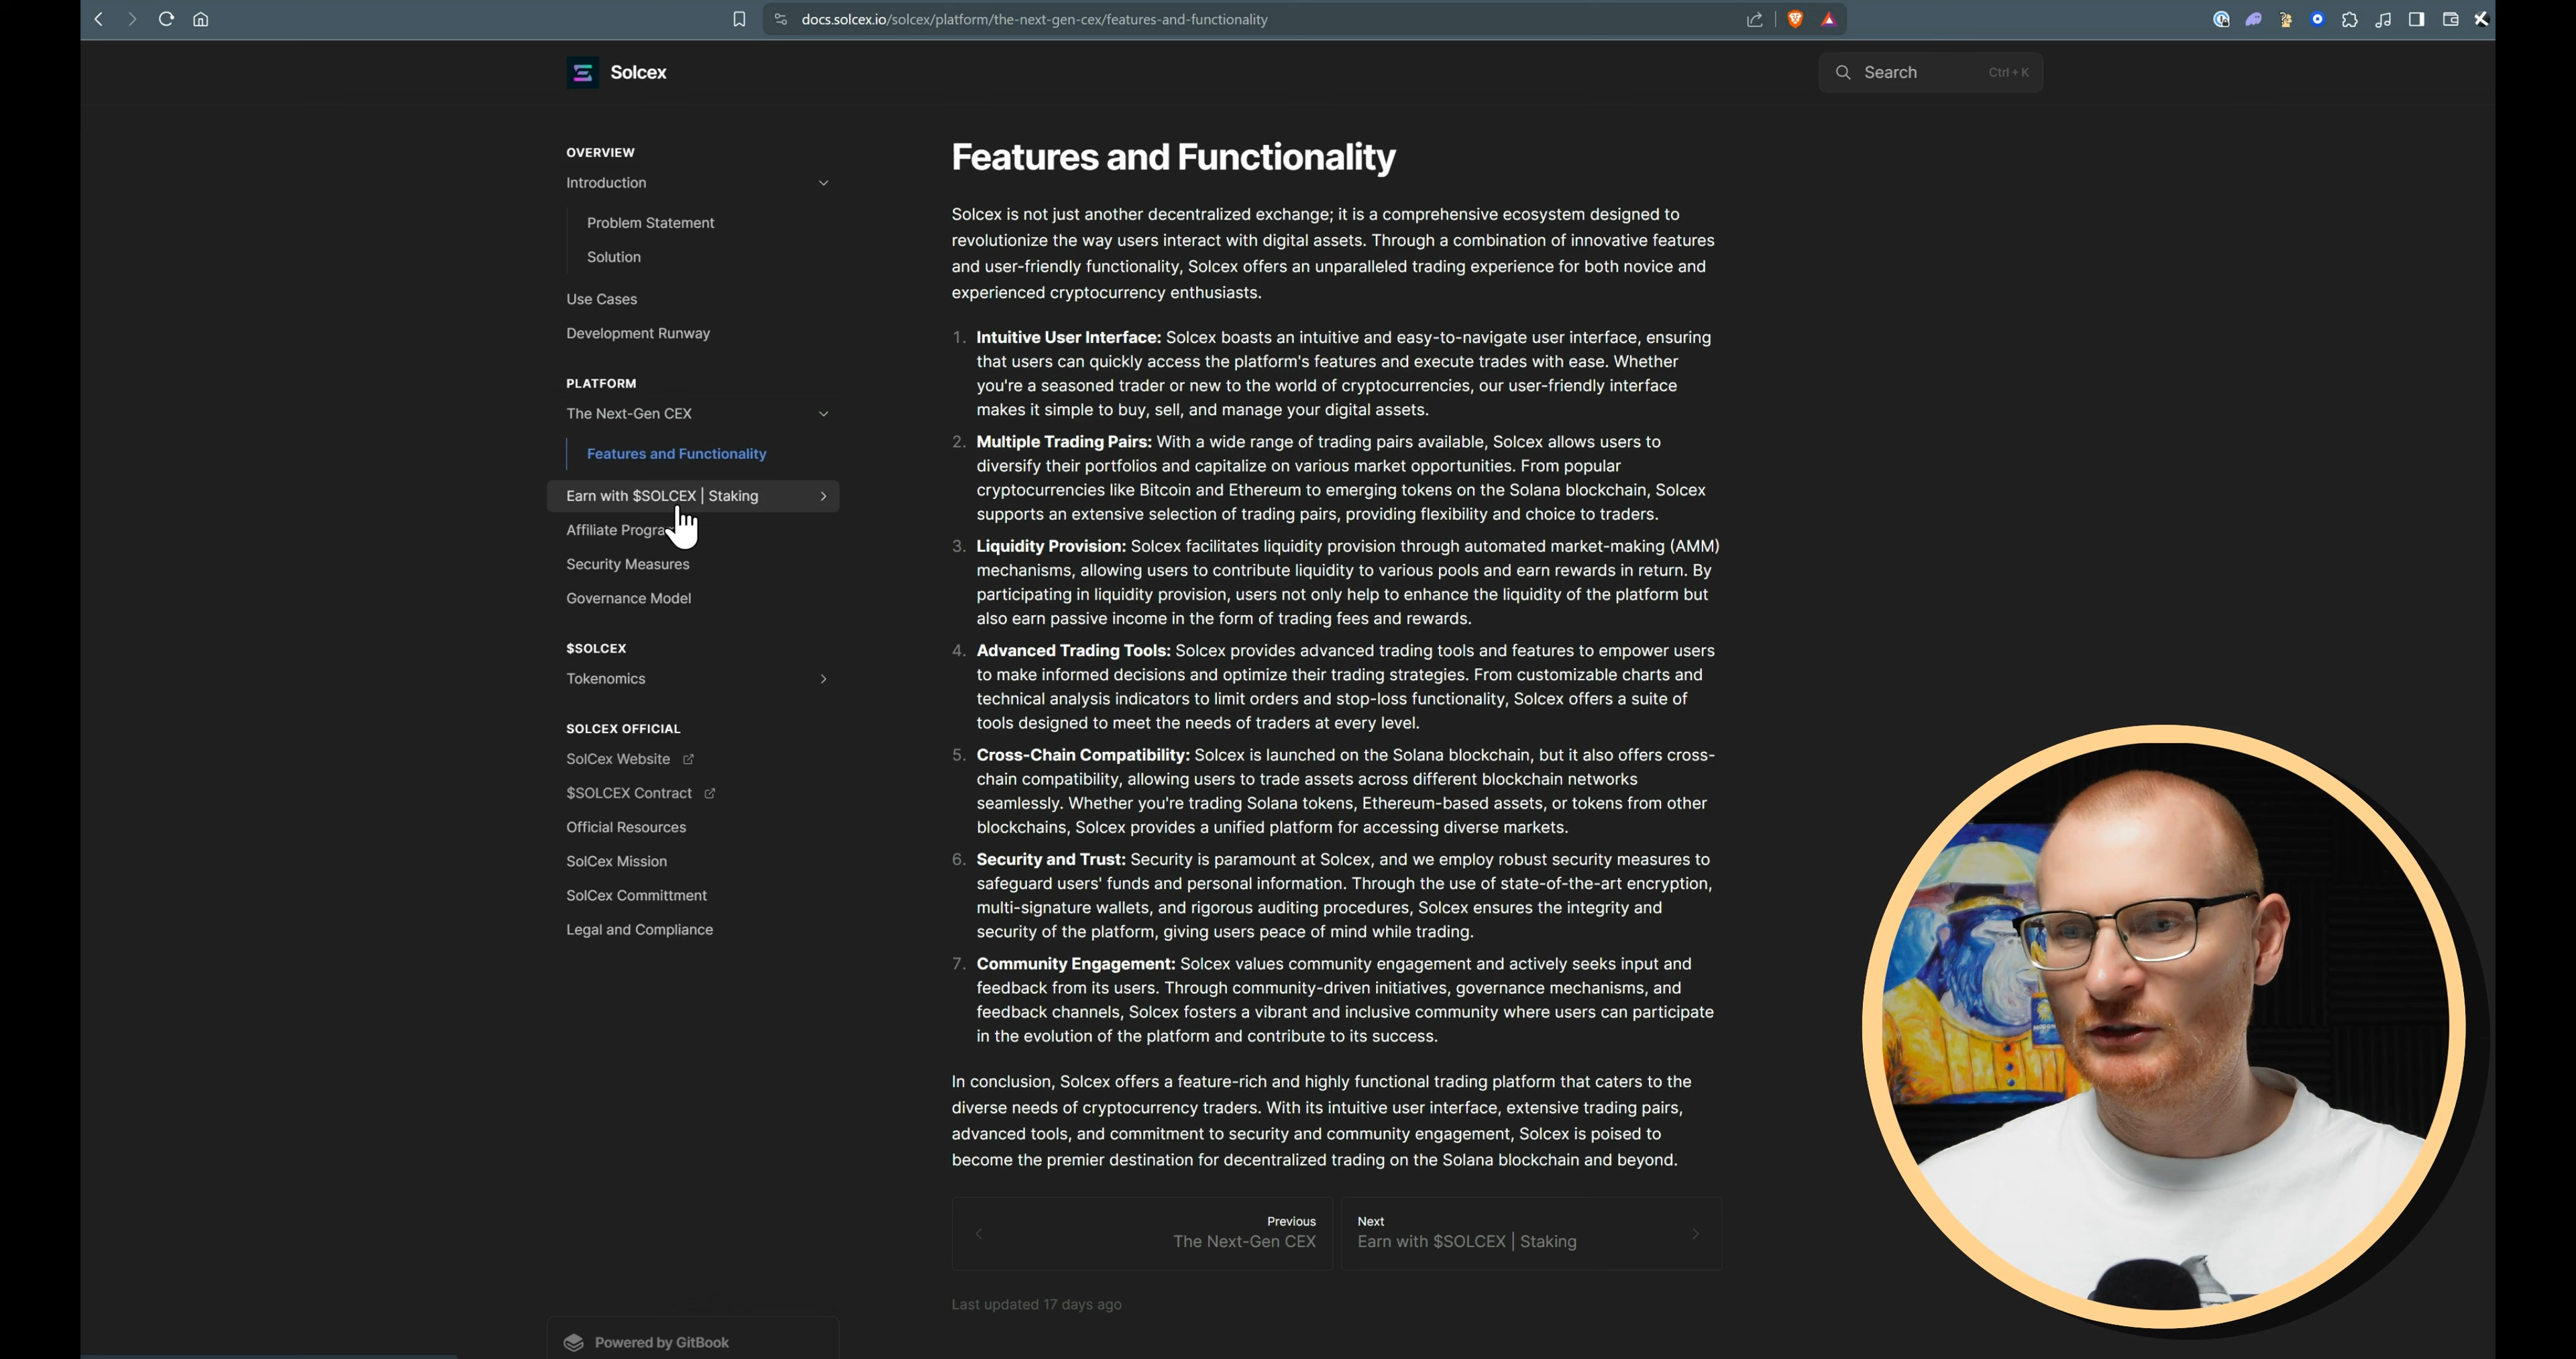 docs.solcex.io/solcex/platform/the-next-gen-cex/features-and-functionality
Solcex
Search
Ctrl + K
OVERVIEW
Introduction
Problem Statement
Solution
Use Cases
Development Runway
PLATFORM
The Next-Gen CEX
Features and Functionality
Earn with $SOLCEX | Staking
Affiliate Progra
Security Measures
Governance Model
$SOLCEX
Tokenomics
SOLCEX OFFICIAL
SolCex Website
$SOLCEX Contract
Official Resources
SolCex Mission
SolCex Committment
Legal and Compliance
Powered by GitBook
Features and Functionality
Solcex is not just another decentralized exchange; it is a comprehensive ecosystem designed to
revolutionize the way users interact with digital assets. Through a combination of innovative features
and user-friendly functionality, Solcex offers an unparalleled trading experience for both novice and
experienced cryptocurrency enthusiasts.
1. Intuitive User Interface: Solcex boasts an intuitive and easy-to-navigate user interface, ensuring
that users can quickly access the platform's features and execute trades with ease. Whether
you're a seasoned trader or new to the world of cryptocurrencies, our user-friendly interface
makes it simple to buy, sell, and manage your digital assets.
2. Multiple Trading Pairs: With a wide range of trading pairs available, Solcex allows users to
diversify their portfolios and capitalize on various market opportunities. From popular
cryptocurrencies like Bitcoin and Ethereum to emerging tokens on the Solana blockchain, Solcex
supports an extensive selection of trading pairs, providing flexibility and choice to traders.
3. Liquidity Provision: Solcex facilitates liquidity provision through automated market-making (AMM)
mechanisms, allowing users to contribute liquidity to various pools and earn rewards in return. By
participating in liquidity provision, users not only help to enhance the liquidity of the platform but
also earn passive income in the form of trading fees and rewards.
4. Advanced Trading Tools: Solcex provides advanced trading tools and features to empower users
to make informed decisions and optimize their trading strategies. From customizable charts and
technical analysis indicators to limit orders and stop-loss functionality, Solcex offers a suite of
tools designed to meet the needs of traders at every level.
5. Cross-Chain Compatibility: Solcex is launched on the Solana blockchain, but it also offers cross-
chain compatibility, allowing users to trade assets across different blockchain networks
seamlessly. Whether you're trading Solana tokens, Ethereum-based assets, or tokens from other
blockchains, Solcex provides a unified platform for accessing diverse markets.
6. Security and Trust: Security is paramount at Solcex, and we employ robust security measures to
safeguard users' funds and personal information. Through the use of state-of-the-art encryption,
multi-signature wallets, and rigorous auditing procedures, Solcex ensures the integrity and
security of the platform, giving users peace of mind while trading.
7. Community Engagement: Solcex values community engagement and actively seeks input and
feedback from its users. Through community-driven initiatives, governance mechanisms, and
feedback channels, Solcex fosters a vibrant and inclusive community where users can participate
in the evolution of the platform and contribute to its success.
In conclusion, Solcex offers a feature-rich and highly functional trading platform that caters to the
diverse needs of cryptocurrency traders. With its intuitive user interface, extensive trading pairs,
advanced tools, and commitment to security and community engagement, Solcex is poised to
become the premier destination for decentralized trading on the Solana blockchain and beyond.
Previous
The Next-Gen CEX
Next
Earn with $SOLCEX | Staking
Last updated 17 days ago